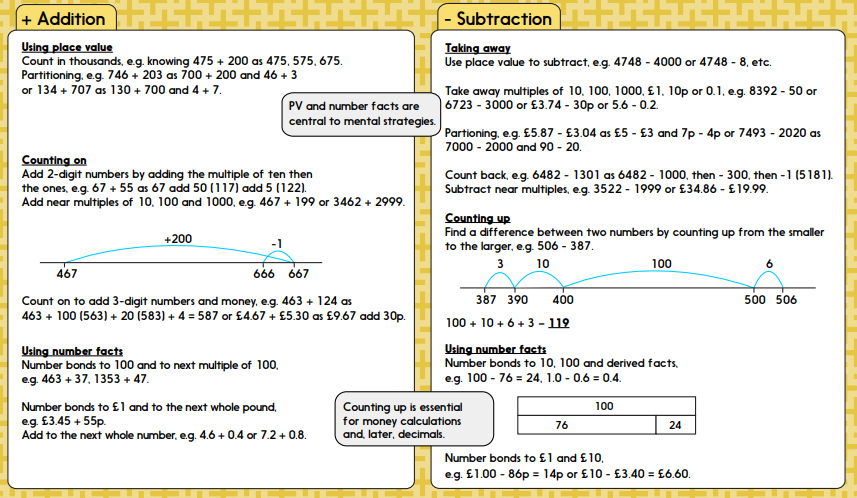 + Addition
Using place value
Count in thousands, e.g. knowing 475 + 200 as 475, 575, 675.
Partitioning, e.g. 746 + 203 as 700 + 200 and 46 + 3
or 134 + 707 as 130 + 700 and 4 + 7.
PV and number facts are
central to mental strategies.
Counting on
Add 2-digit numbers by adding the multiple of ten then
the ones, e.g. 67 + 55 as 67 add 50 (117) add 5 (122).
Add near multiples of 10, 100 and 1000, e.g. 467 + 199 or 3462 + 2999.
+200
-1
467 666 667
Count on to add 3-digit numbers and money, e.g. 463 + 124 as
463 + 100 (563) + 20 (583) + 4 = 587 or £4.67 + £5.30 as £9.67 add 30p.
Using number facts
Number bonds to 100 and to next multiple of 100,
e.g. 463 + 37, 1353 + 47.
Number bonds to £1 and to the next whole pound,
e.g. £3.45 + 55p.
Add to the next whole number, e.g. 4.6 + 0.4 or 7.2 + 0.8.
Counting up is essential
for money calculations
and, later, decimals.
- Subtraction
Taking away
Use place value to subtract, e.g. 4748 - 4000 or 4748 - 8, etc.
Take away multiples of 10, 100, 1000, £1, 10p or 0.1, e.g. 8392 - 50 or
6723 - 3000 or £3.74 - 30p or 5.6 - 0.2.
Partioning, e.g. £5.87 - £3.04 as £5 - £3 and 7p - 4p or 7493 - 2020 as
7000 - 2000 and 90 - 20.
Count back, e.g. 6482 - 1301 as 6482 - 1000, then - 300, then -1 (5181).
Subtract near multiples, e.g. 3522 - 1999 or £34.86 - £19.99.
Counting up
Find a difference between two numbers by counting up from the smaller
to the larger, e.g. 506 - 387.
3 10 100 6
387 390 400 500 506
100 + 10 + 6 + 3 - 119
Using number facts
Number bonds to 10, 100 and derived facts,
e.g. 100 - 76 = 24, 1.0 - 0.6 = 0.4.
100
76 24
Number bonds to £1 and £10,
e.g. £1.00 - 86p = 14p or £10 - £3.40 = £6.60.